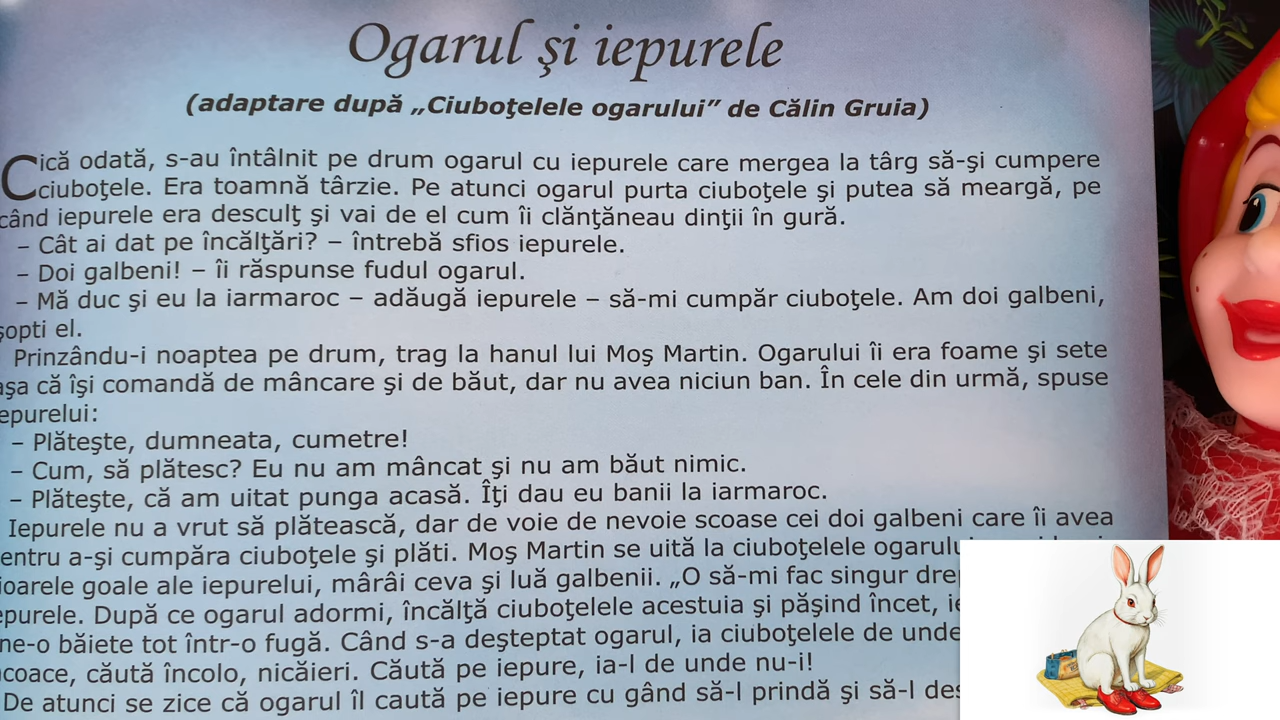 Ogarul şi iepurele
(adaptare după „Ciuboţelele ogarului” de Călin Gruia)
Cică odată, s-au întâlnit pe drum ogarul cu iepurele care mergea la târg să-şi cumpere
ciuboţele. Era toamnă târzie. Pe atunci ogarul purta ciuboţele şi putea să meargă, pe
când iepurele era desculţ şi vai de el cum îi clănţăneau dinţii în gură.
– Cât ai dat pe încălţări? – întrebă sfios iepurele.
– Doi galbeni! – îi răspunse fudul ogarul.
– Mă duc şi eu la iarmaroc – adăugă iepurele – să-mi cumpăr ciuboţele. Am doi galbeni,
şopti el.
Prinzându-i noaptea pe drum, trag la hanul lui Moş Martin. Ogarului îi era foame şi sete
aşa că îşi comandă de mâncare şi de băut, dar nu avea niciun ban. În cele din urmă, spuse
epurelui:
– Plăteşte, dumneata, cumetre!
– Cum, să plătesc? Eu nu am mâncat şi nu am băut nimic.
– Plăteşte, că am uitat punga acasă. Îţi dau eu banii la iarmaroc.
Iepurele nu a vrut să plătească, dar de voie de nevoie scoase cei doi galbeni care îi avea
entru a-şi cumpăra ciuboţele şi plăti. Moş Martin se uită la ciuboţelele ogarului
ioarele goale ale iepurelui, mârâi ceva şi luă galbenii. „O să-mi fac singur
epurele. După ce ogarul adormi, încălţă ciuboţelele acestuia şi păşind încet,
ne-o băiete tot într-o fugă. Când s-a deşteptat ogarul, ia ciuboţelele de unde
acoace, căută încolo, nicăieri. Căută pe iepure, ia-l de unde nu-i!
De atunci se zice că ogarul îl caută pe iepure cu gând să-l prindă şi să-l